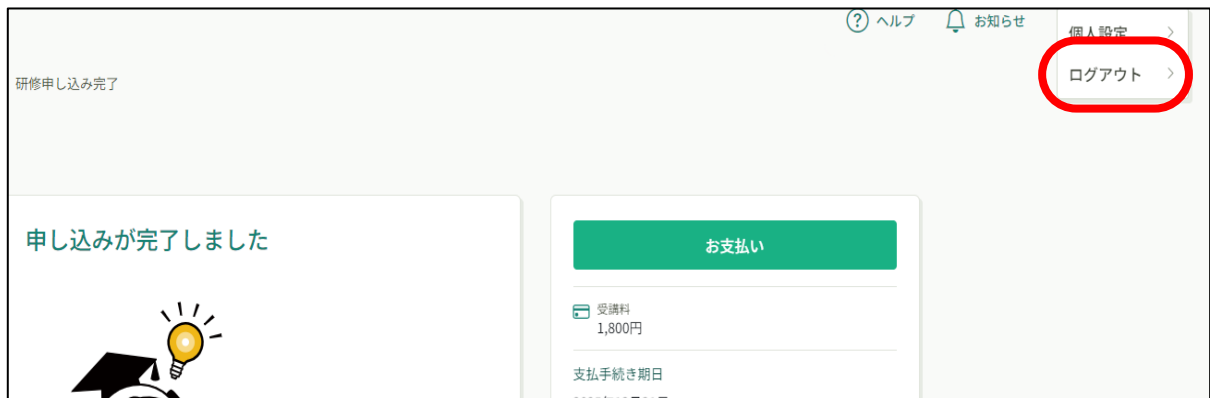 ヘルプ
お知らせ
個人設定
ログアウト
研修申し込み完了
申し込みが完了しました
お支払い
受講料
1,800円
支払手続き期日